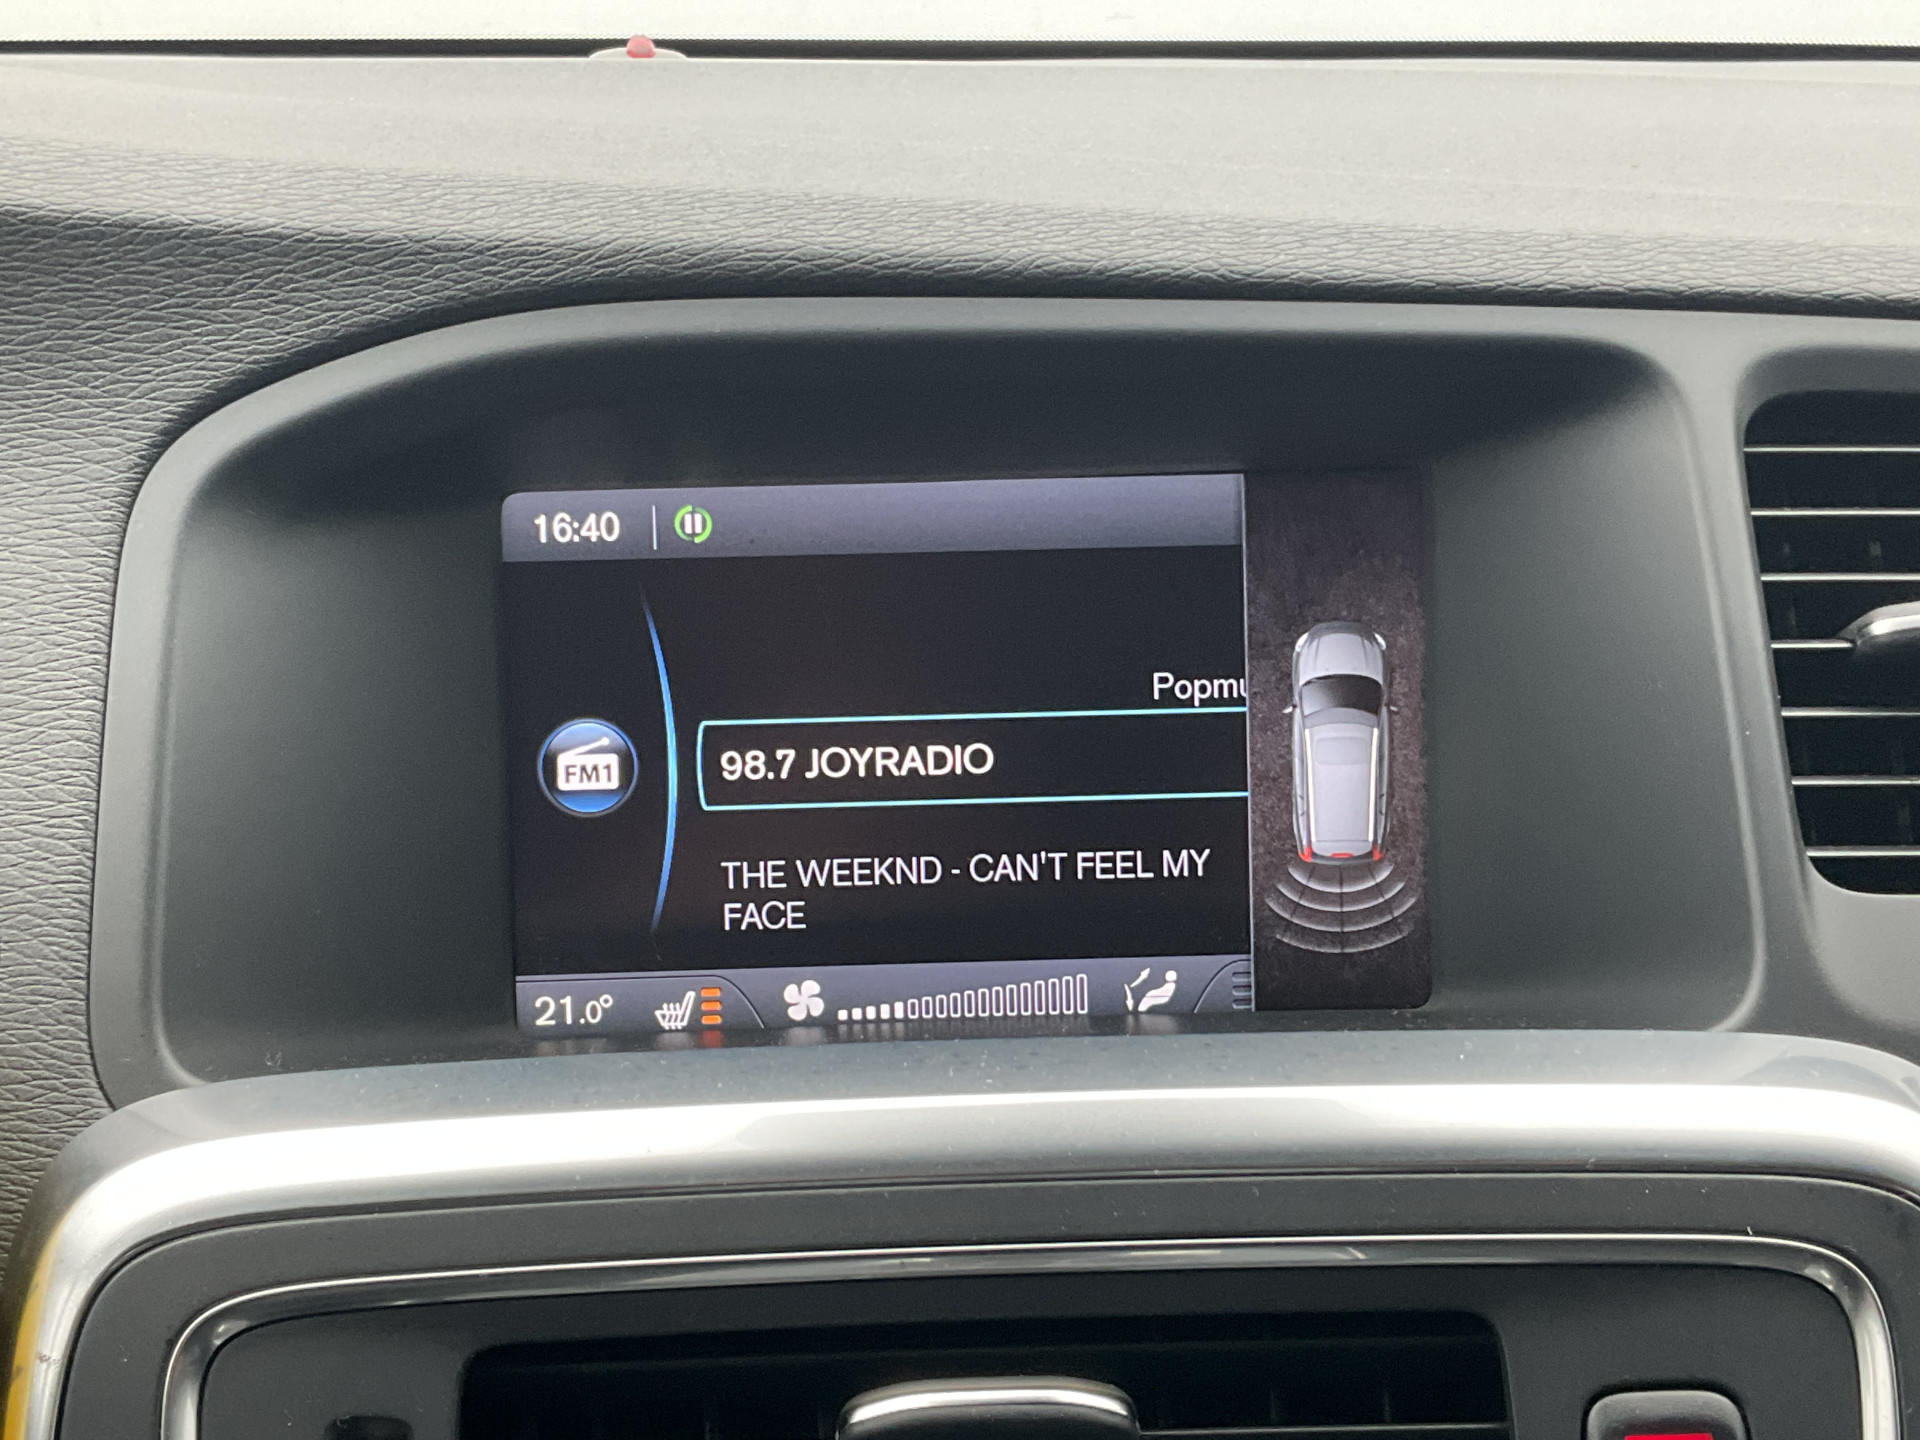 16:40
Popmu
98.7 JOYRADIO
FM1
THE WEEKND - CAN'T FEEL MY
FACE
21.0°